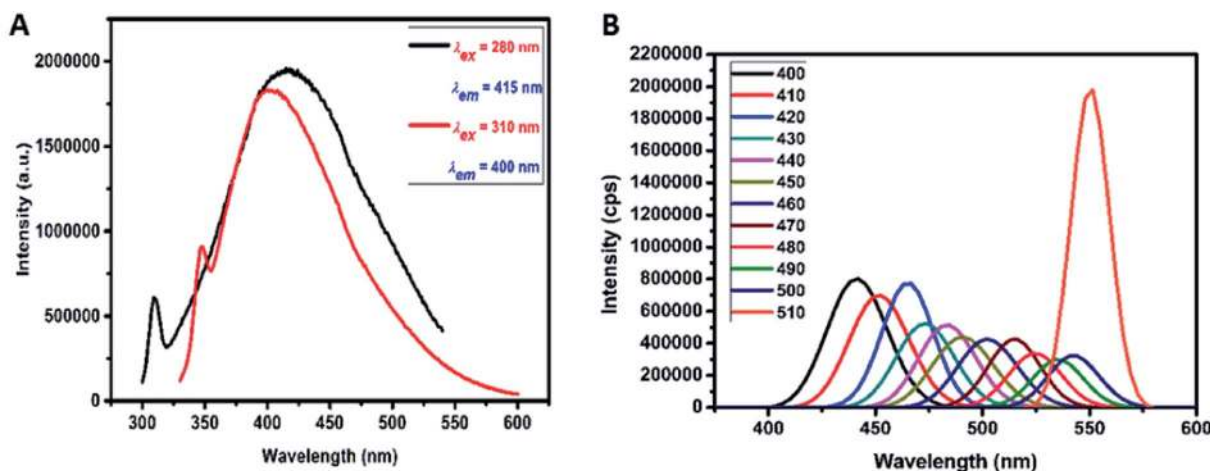 A
2000000
1500000
1000000
500000
0
300 350 400 450 500 550 600
Intensity (a.u.)
Wavelength (nm)
λex = 280 nm
λem = 415 nm
λex = 310 nm
λem = 400 nm
B
2200000
2000000
1800000
1600000
1400000
1200000
1000000
800000
600000
400000
200000
0
400 450 500 550 600
Intensity (cps)
Wavelength (nm)
400
410
420
430
440
450
460
470
480
490
500
510